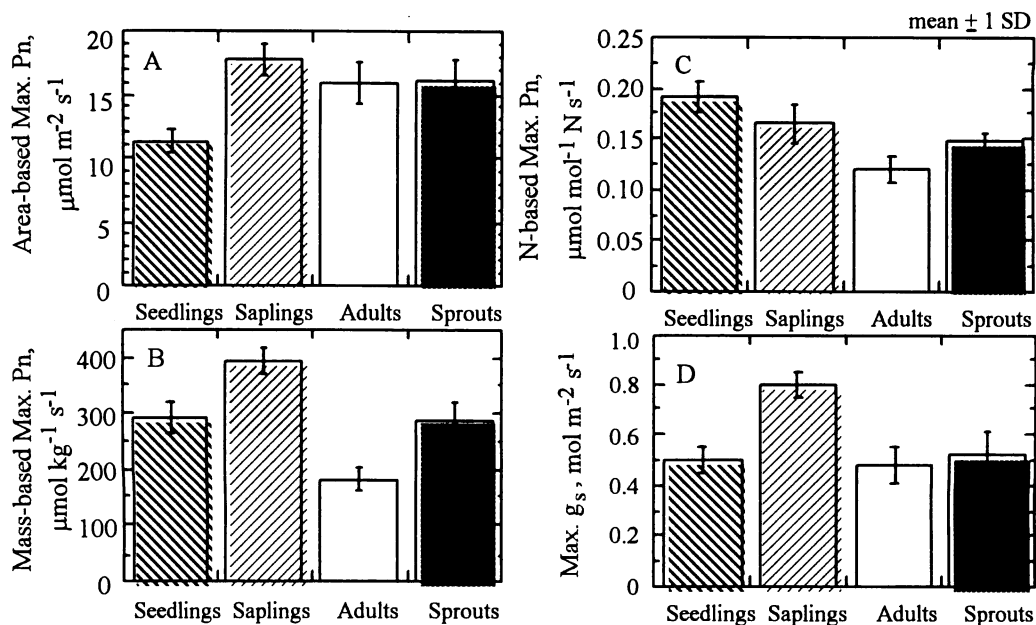 mean ± 1 SD
Area-based Max. Pn,
μmol m⁻² s⁻¹
20
15
10
5
0
A
Seedlings Saplings Adults Sprouts
N-based Max. Pn,
μmol mol⁻¹ N s⁻¹
0.25
0.20
0.15
0.10
0.05
0
C
Seedlings Saplings Adults Sprouts
Mass-based Max. Pn,
μmol kg⁻¹ s⁻¹
400
300
200
100
0
B
Seedlings Saplings Adults Sprouts
Max. gₛ, mol m⁻² s⁻¹
1.0
0.8
0.6
0.4
0.2
0
D
Seedlings Saplings Adults Sprouts